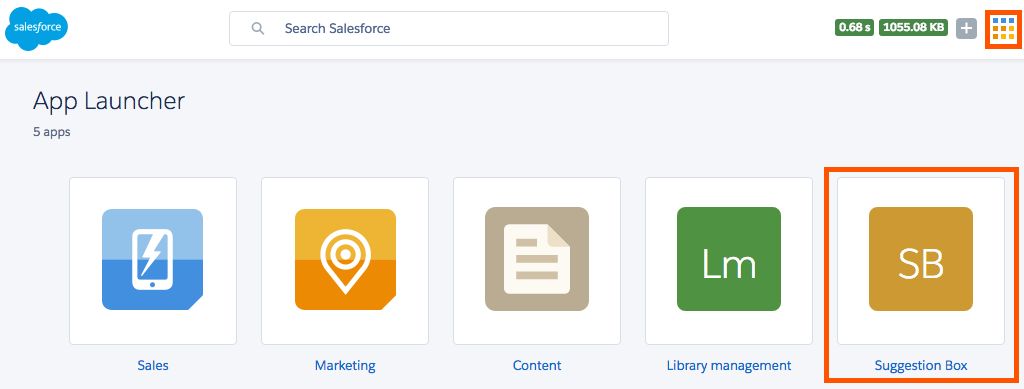 salesforce
Search Salesforce
0.68 s 1055.08 KB +
App Launcher
5 apps
Lm
SB
Sales
Marketing
Content
Library management
Suggestion Box